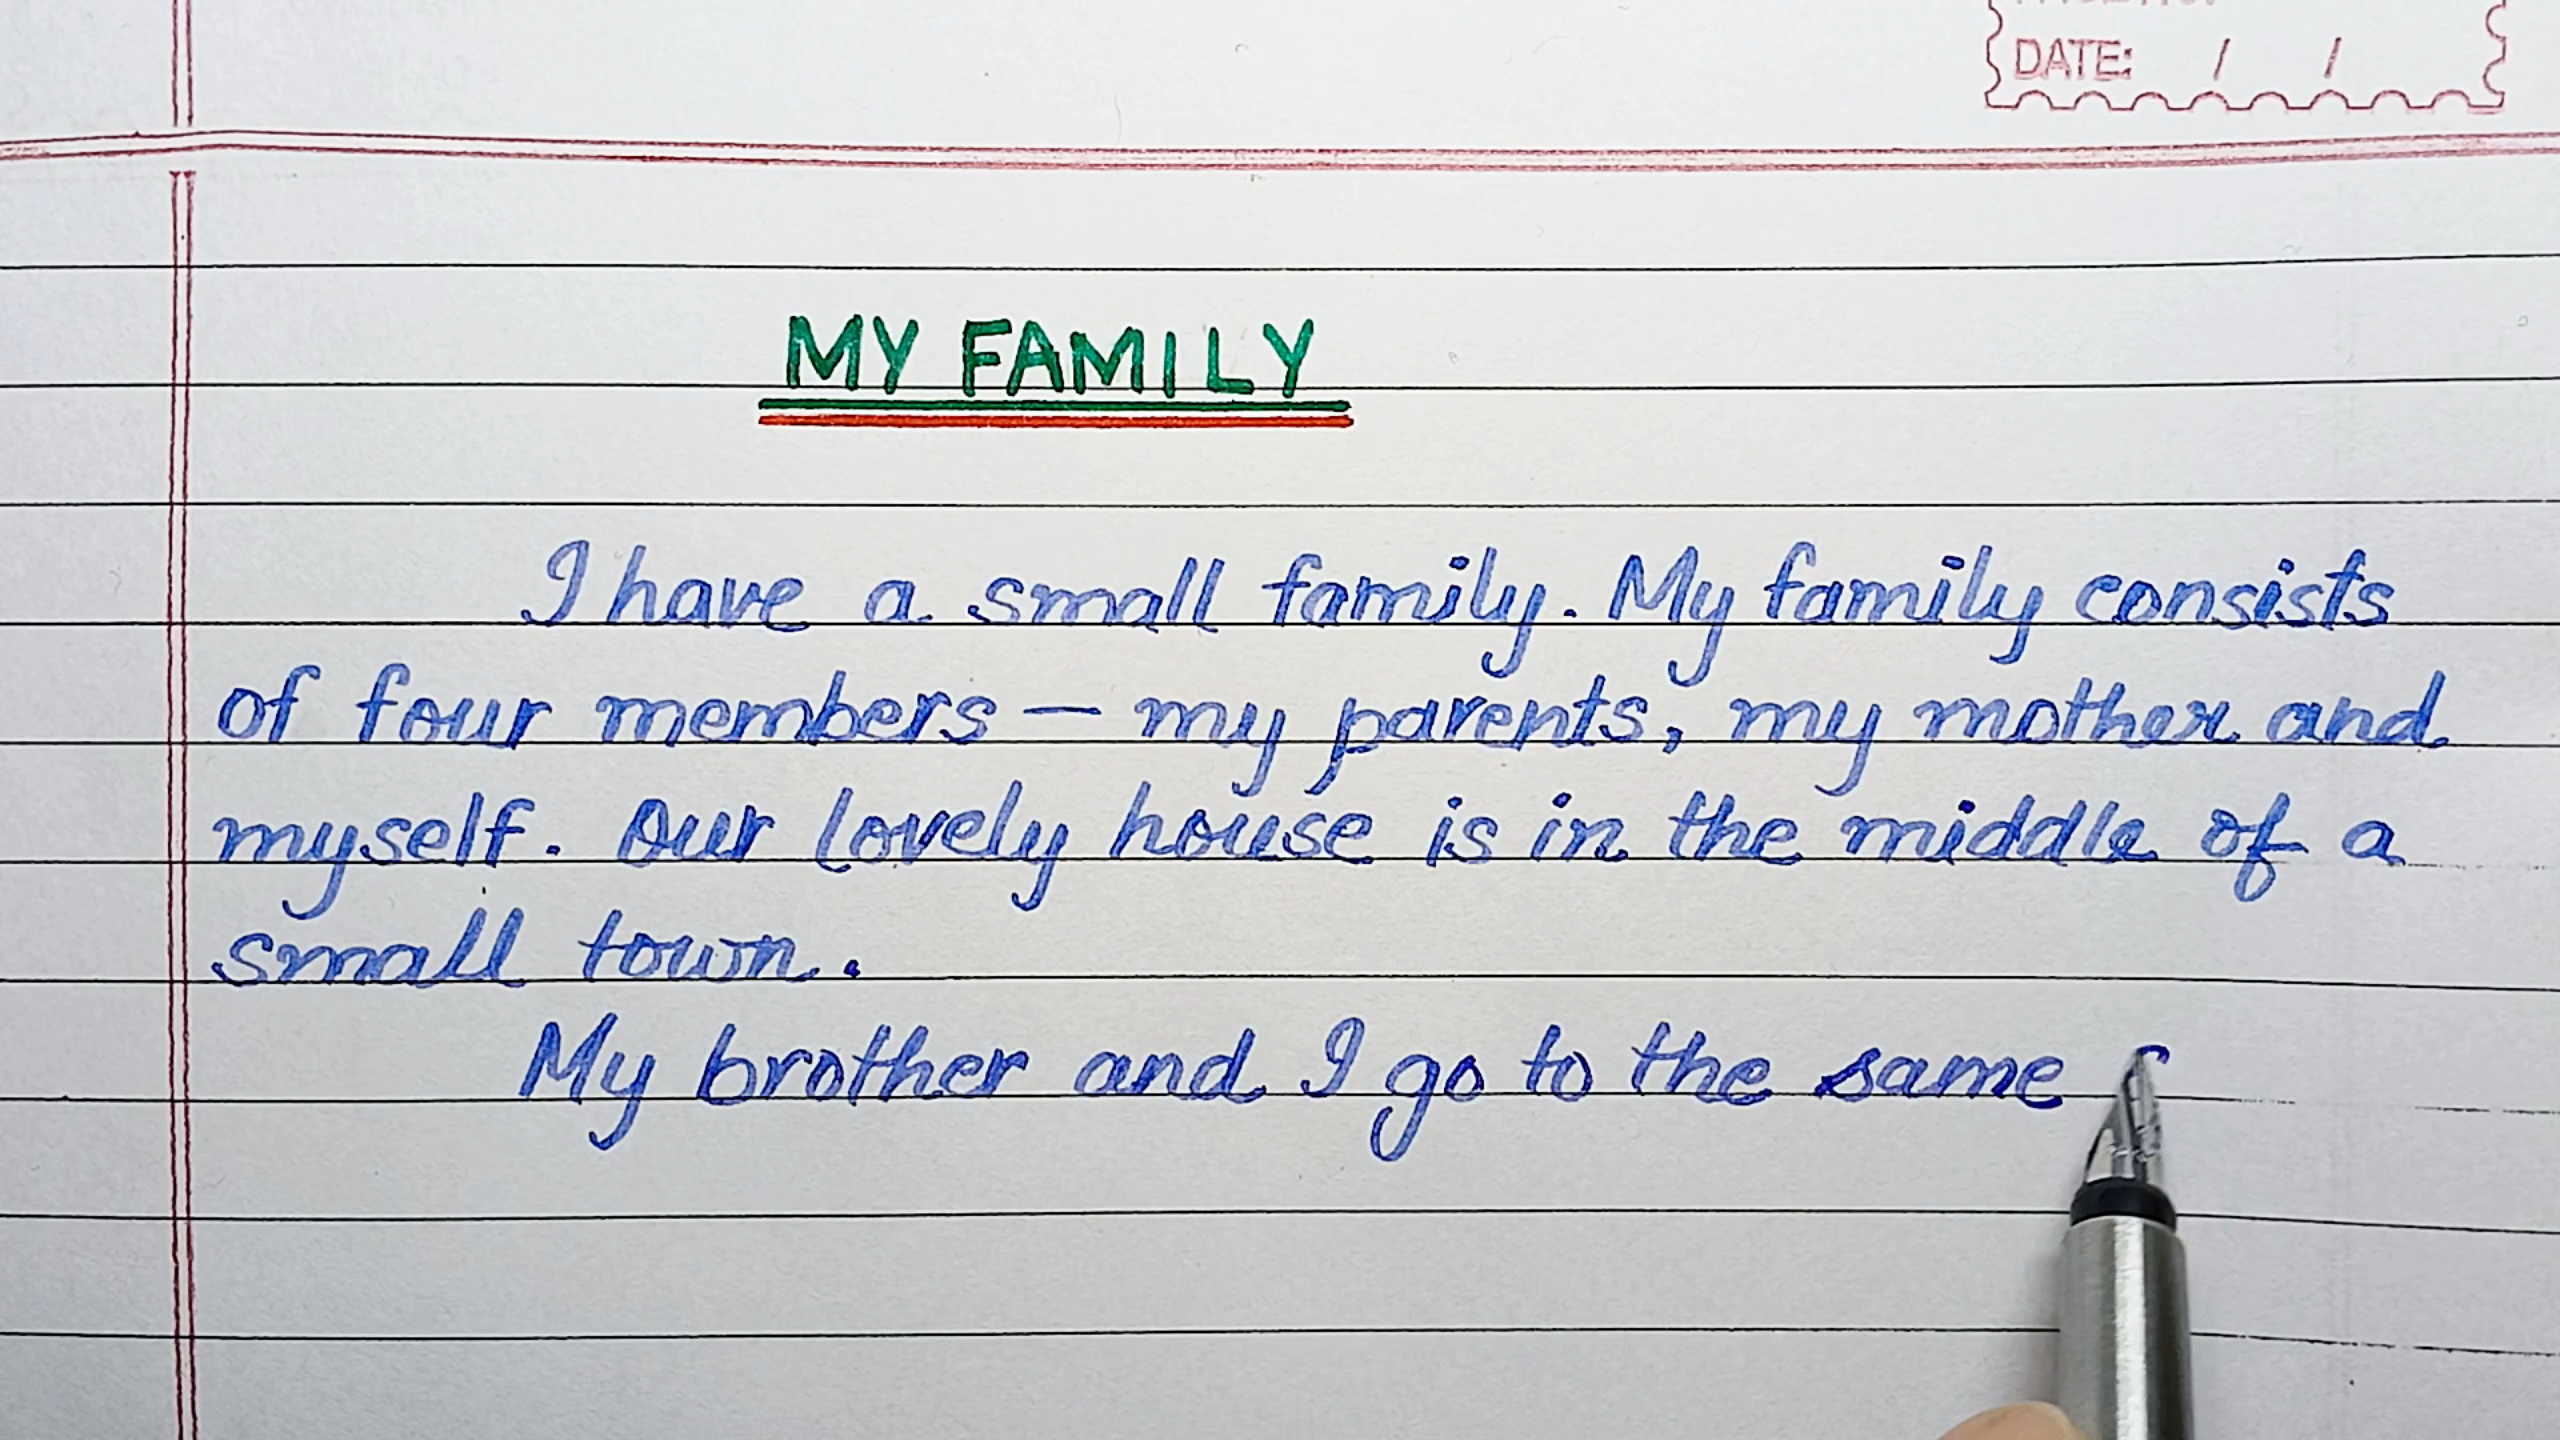 DATE: / /
MY FAMILY
I have a small family. My family consists
of four members – my parents, my mother and
myself. Our lovely house is in the middle of a
small town.
My brother and I go to the same